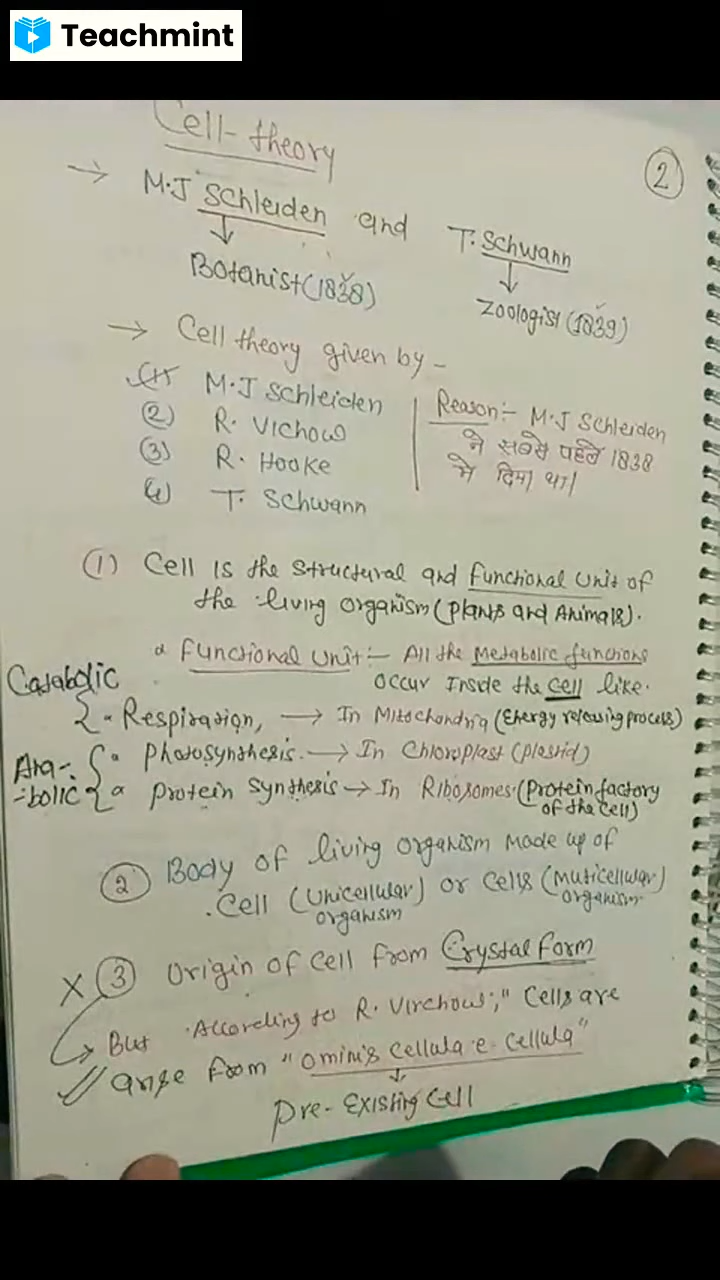 Teachmint
Cell-theory
2
→ M.J Schleiden and T. Schwann
Botanist (1838)
Zoologist (1839)
→ Cell theory given by -
(1) M.J Schleiden
(2) R. Vichow
(3) R. Hooke
(4) T. Schwann
Reason:- M.J Schleiden
ने सबसे पहले 1838
मे दिया था।
(1) Cell is the structural and Functional Unit of
the living organism (plants and Animals).
Functional Unit:- All the Metabolic functions
occur inside the cell like.
Catabolic
Respiration, → In Mitochondria (Energy releasing process)
Photosynthesis. → In Chloroplast (plastid)
Ana-
-bolic
protein synthesis → In Ribosomes. (Protein factory
of the cell)
2 Body of living organism made up of
Cell (Unicellular organism) or cells (Muticellular organism)
X 3 Origin of cell from Crystal Form
But According to R. Virchow; " Cells are
arise from "Ominis cellula e- cellula"
pre-Existing cell